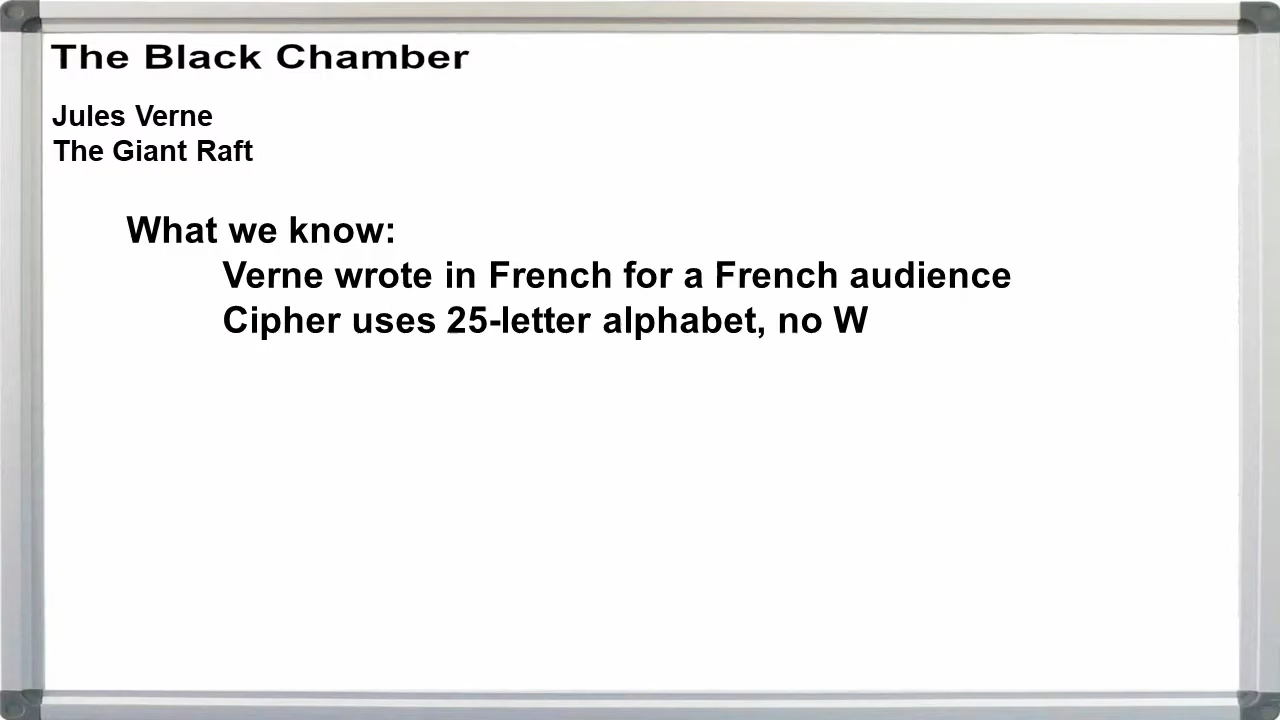 The Black Chamber
Jules Verne
The Giant Raft
What we know:
Verne wrote in French for a French audience
Cipher uses 25-letter alphabet, no W